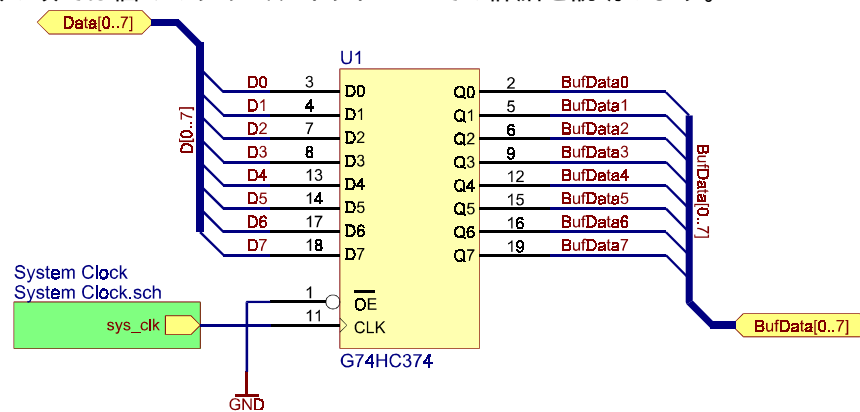 Data[0..7]
U1
D0 3 D0 Q0 2 BufData0
D1 4 D1 Q1 5 BufData1
D2 7 D2 Q2 6 BufData2
D3 8 D3 Q3 9 BufData3
D4 13 D4 Q4 12 BufData4
D5 14 D5 Q5 15 BufData5
D6 17 D6 Q6 16 BufData6
D7 18 D7 Q7 19 BufData7
D[0..7]
BufData[0..7]
System Clock
System Clock.sch
1 OE
sys_clk 11 CLK
BufData[0..7]
G74HC374
GND